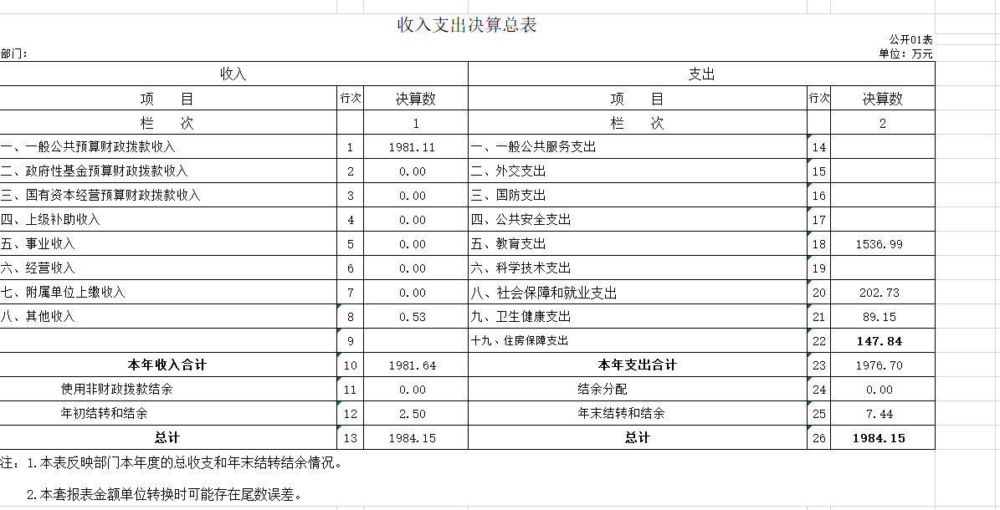 收入支出决算总表
公开01表
部门： 单位：万元
收入 支出
项 目 行次 决算数 项 目 行次 决算数
栏 次 1 栏 次 2
一、一般公共预算财政拨款收入 1 1981.11 一、一般公共服务支出 14
二、政府性基金预算财政拨款收入 2 0.00 二、外交支出 15
三、国有资本经营预算财政拨款收入 3 0.00 三、国防支出 16
四、上级补助收入 4 0.00 四、公共安全支出 17
五、事业收入 5 0.00 五、教育支出 18 1536.99
六、经营收入 6 0.00 六、科学技术支出 19
七、附属单位上缴收入 7 0.00 八、社会保障和就业支出 20 202.73
八、其他收入 8 0.53 九、卫生健康支出 21 89.15
9 十九、住房保障支出 22 147.84
本年收入合计 10 1981.64 本年支出合计 23 1976.70
使用非财政拨款结余 11 0.00 结余分配 24 0.00
年初结转和结余 12 2.50 年末结转和结余 25 7.44
总计 13 1984.15 总计 26 1984.15
注：1.本表反映部门本年度的总收支和年末结转结余情况。
2.本套报表金额单位转换时可能存在尾数误差。